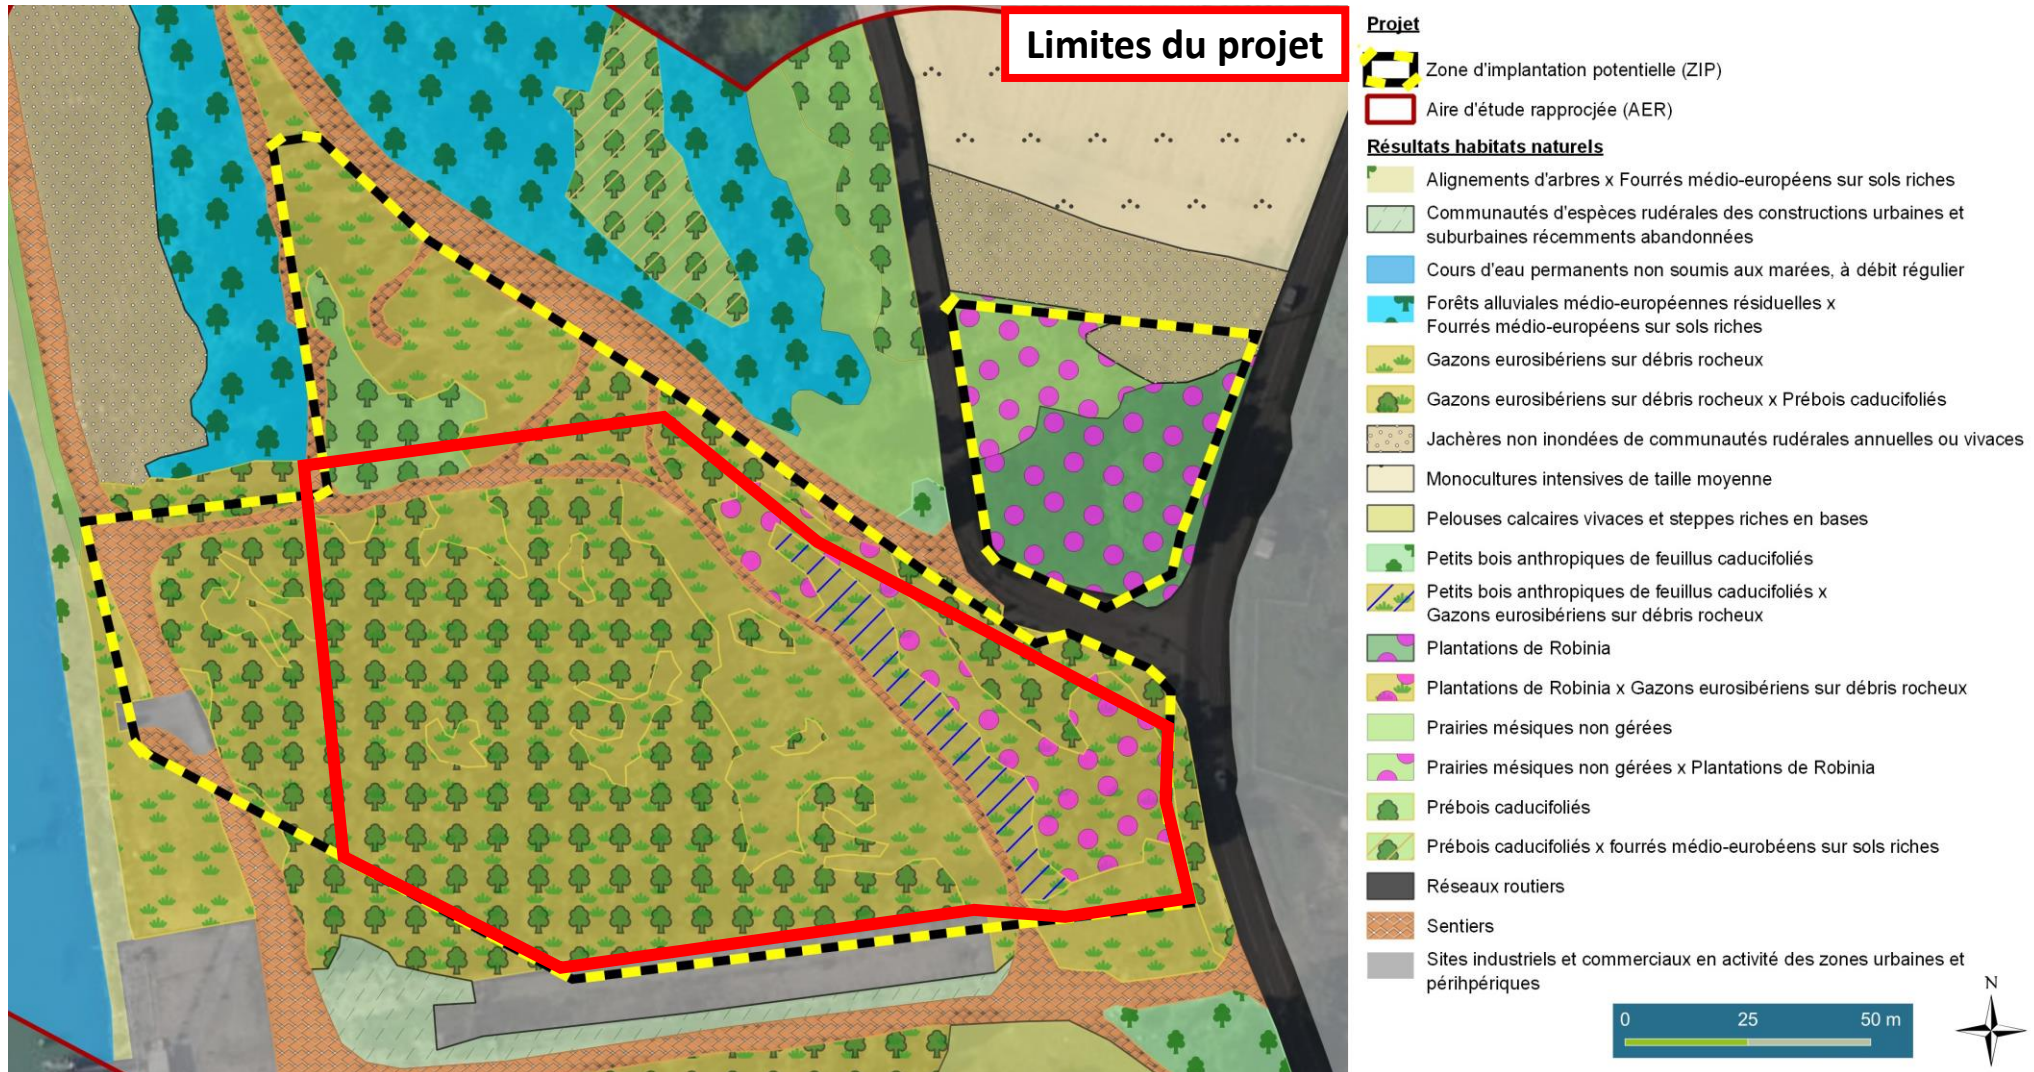 Limites du projet
Projet
Zone d'implantation potentielle (ZIP)
Aire d'étude rapprocjée (AER)
Résultats habitats naturels
Alignements d'arbres x Fourrés médio-européens sur sols riches
Communautés d'espèces rudérales des constructions urbaines et
suburbaines récemments abandonnées
Cours d'eau permanents non soumis aux marées, à débit régulier
Forêts alluviales médio-européennes résiduelles x
Fourrés médio-européens sur sols riches
Gazons eurosibériens sur débris rocheux
Gazons eurosibériens sur débris rocheux x Prébois caducifoliés
Jachères non inondées de communautés rudérales annuelles ou vivaces
Monocultures intensives de taille moyenne
Pelouses calcaires vivaces et steppes riches en bases
Petits bois anthropiques de feuillus caducifoliés
Petits bois anthropiques de feuillus caducifoliés x
Gazons eurosibériens sur débris rocheux
Plantations de Robinia
Plantations de Robinia x Gazons eurosibériens sur débris rocheux
Prairies mésiques non gérées
Prairies mésiques non gérées x Plantations de Robinia
Prébois caducifoliés
Prébois caducifoliés x fourrés médio-eurobéens sur sols riches
Réseaux routiers
Sentiers
Sites industriels et commerciaux en activité des zones urbaines et
périhpériques
0 25 50 m
N